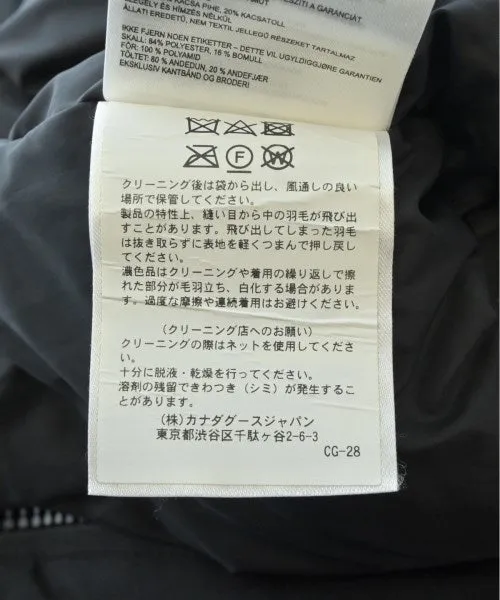 KACSA PIHE, 20% KACSATOLL
ELEGÉLY ÉS HÍMZÉS NÉLKÜL
ÁLLATI EREDETŰ, NEM TEXTIL JELLEGŰ RÉSZEKET TARTALMAZ
IKKE FJERN NOEN ETIKETTER – DETTE VIL UGYLDIGGJØRE GARANTIEN
SKALL: 84% POLYESTER, 16 % BOMULL
FÔR: 100 % POLYAMID
TÖLTET: 80 % ANDEDUN, 20 % ANDEFJÆR
EKSKLUSIV KANTBÅND OG BRODERI
F
W
クリーニング後は袋から出し、風通しの良い
場所で保管してください。
製品の特性上、縫い目から中の羽毛が飛び出
すことがあります。飛び出してしまった羽毛
は抜き取らずに表地を軽くつまんで押し戻し
てください。
濃色品はクリーニングや着用の繰り返しで擦
れた部分が毛羽立ち、白化する場合がありま
す。過度な摩擦や連続着用はお避けください。
(クリーニング店へのお願い)
クリーニングの際はネットを使用してくださ
い。
十分に脱液・乾燥を行ってください。
溶剤の残留できわつき(シミ)が発生するこ
とがあります。
(株)カナダグースジャパン
東京都渋谷区千駄ヶ谷2-6-3
CG-28